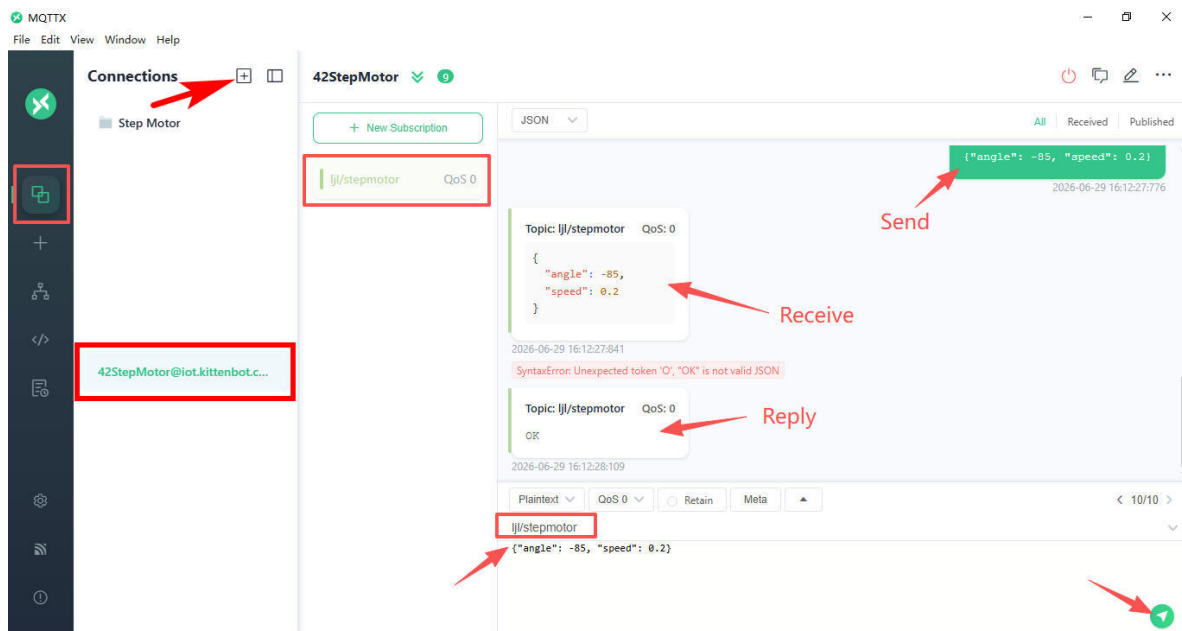 MQTTX
File Edit View Window Help
Connections
Step Motor
42StepMotor@iot.kittenbot.c...
42StepMotor 9
+ New Subscription
ljl/stepmotor QoS 0
JSON
All Received Published
{"angle": -85, "speed": 0.2}
2026-06-29 16:12:27:776
Send
Topic: ljl/stepmotor QoS: 0
{
"angle": -85,
"speed": 0.2
}
Receive
2026-06-29 16:12:27:841
SyntaxError: Unexpected token 'O', "OK" is not valid JSON
Topic: ljl/stepmotor QoS: 0
OK
Reply
2026-06-29 16:12:28:109
Plaintext QoS 0 Retain Meta
10/10
ljl/stepmotor
{"angle": -85, "speed": 0.2}